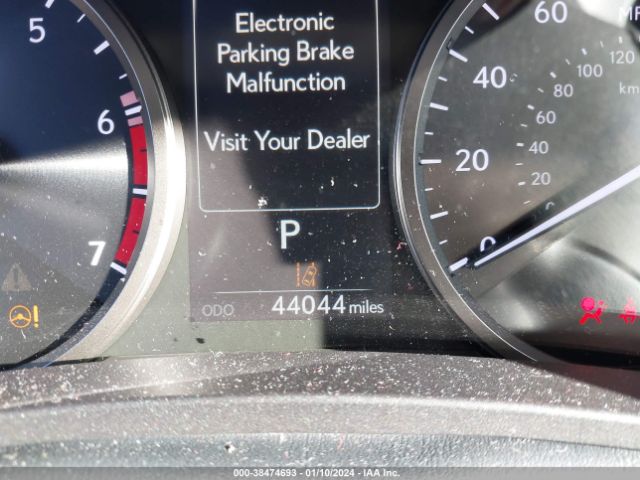 Electronic
Parking Brake
Malfunction
Visit Your Dealer
P
ODO 44044 miles
5
6
7
60
40
20
0
120
100
80
60
40
20
000-38474693 - 01/10/2024 - IAA Inc.